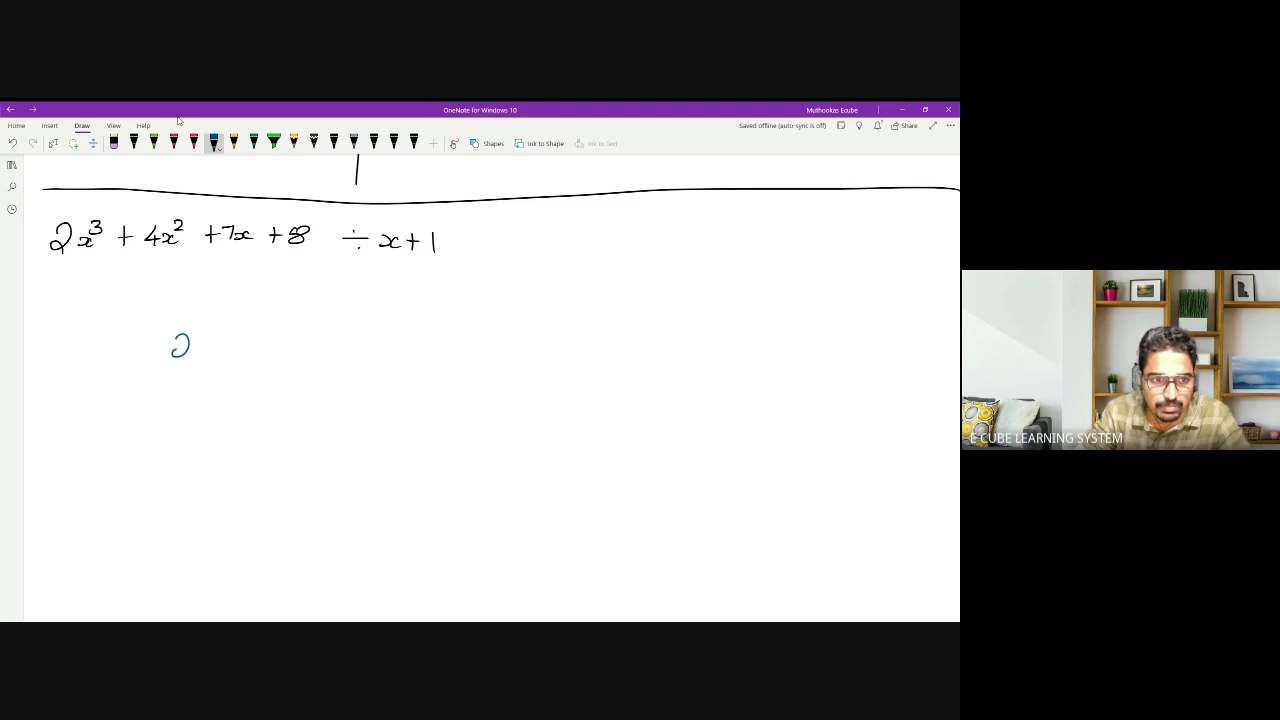 OneNote for Windows 10
Muthookas Ecube
Home Insert Draw View Help
Saved offline (auto-sync is off) Share
Shapes Ink to Shape Ink to Text
2x³ + 4x² + 7x + 8 ÷ x + 1
E CUBE LEARNING SYSTEM